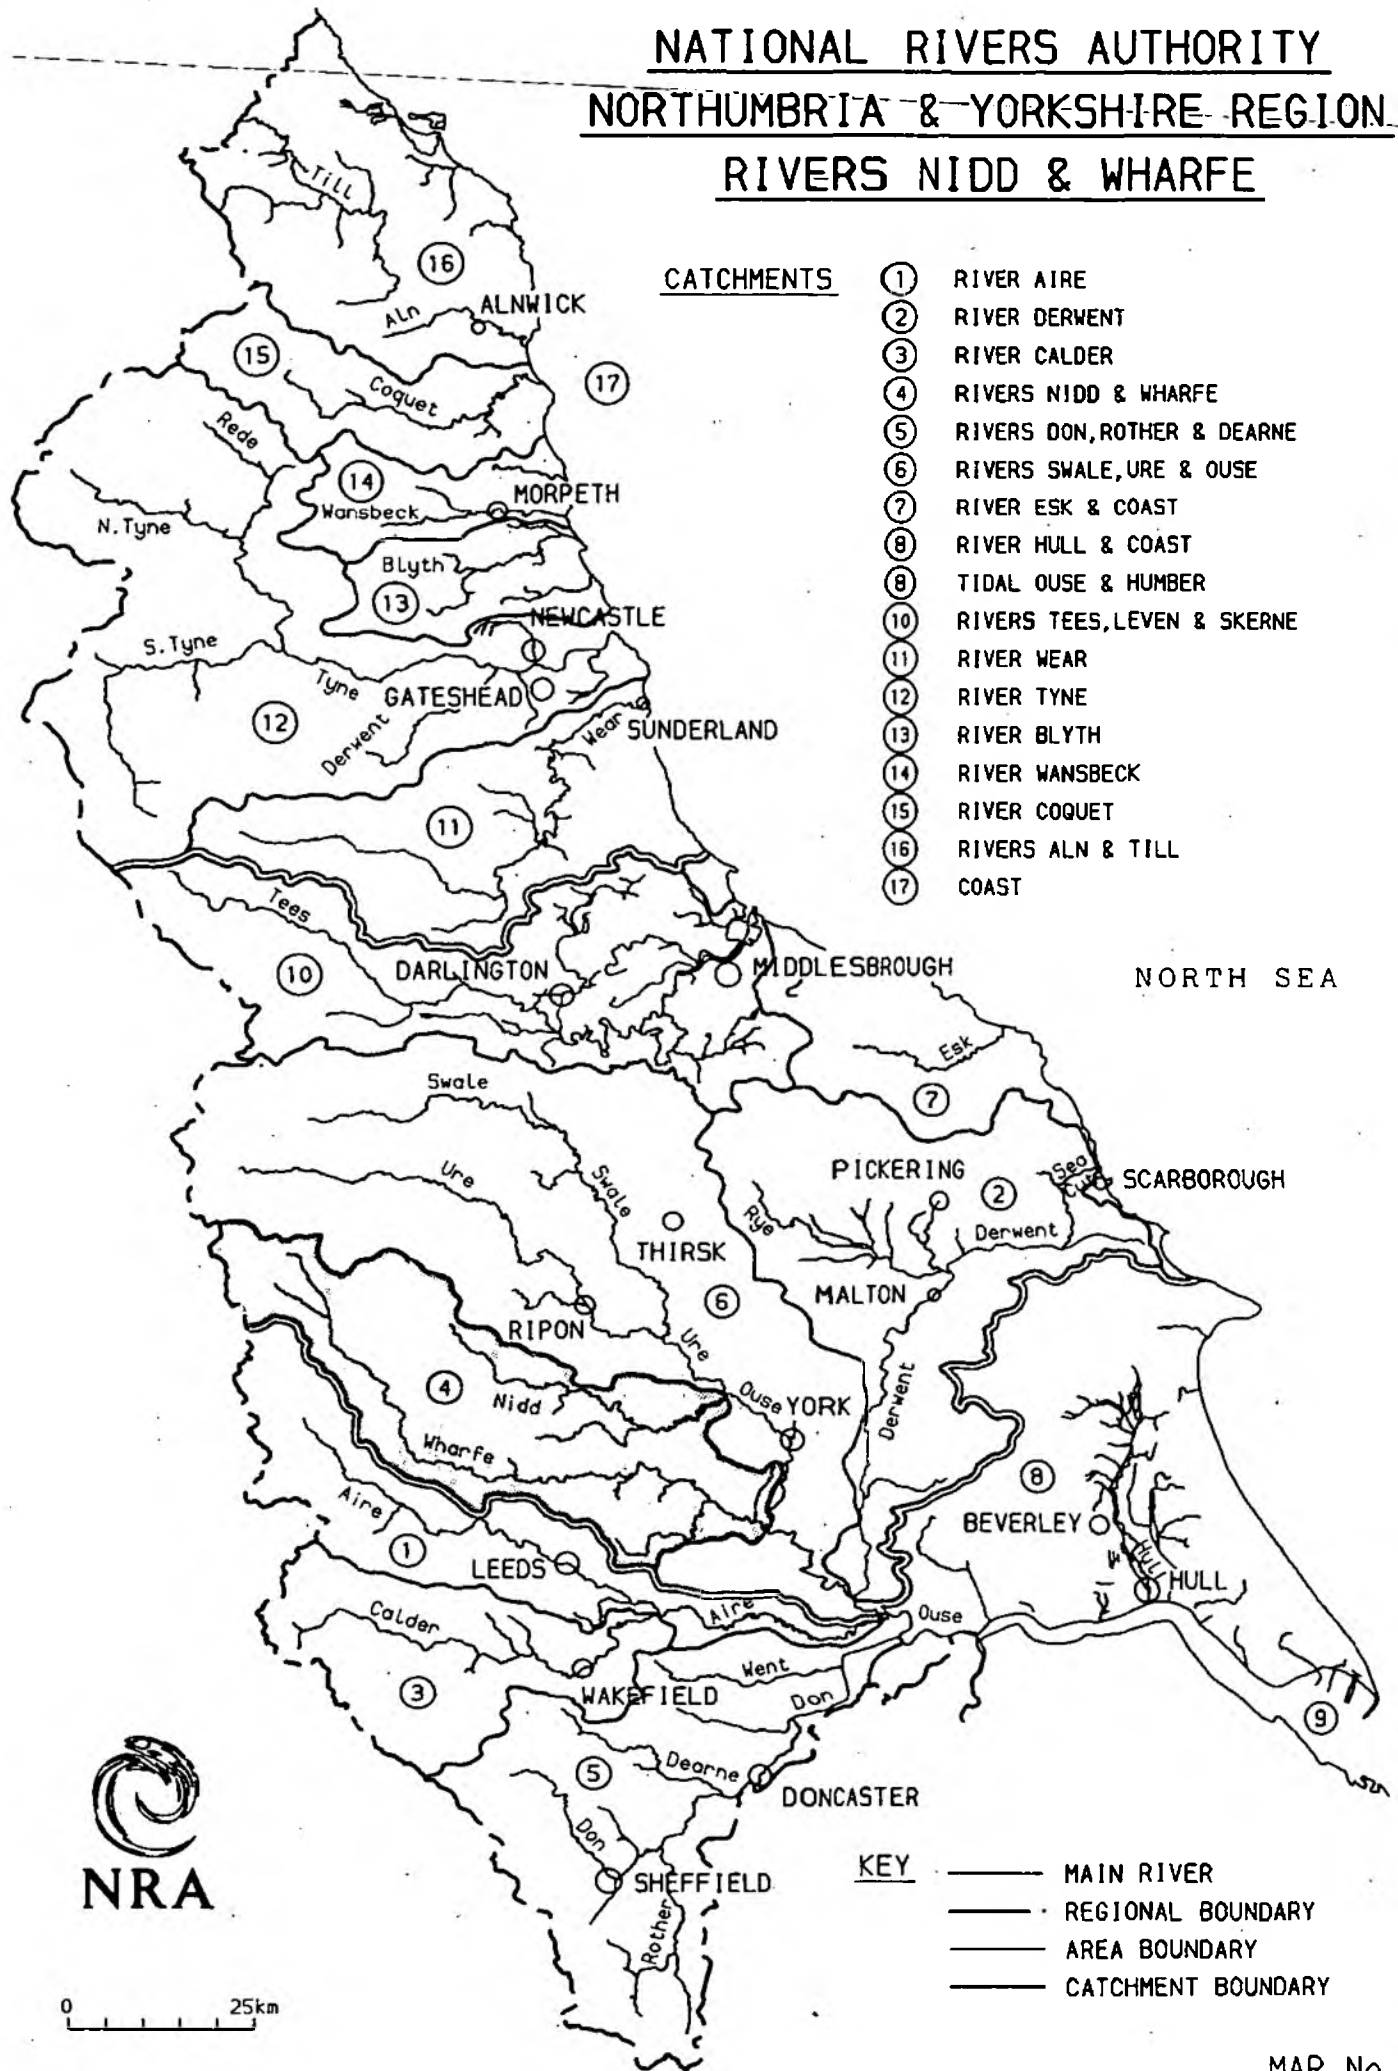 NATIONAL RIVERS AUTHORITY
NORTHUMBRIA & YORKSHIRE REGION
RIVERS NIDD & WHARFE
CATCHMENTS
1 RIVER AIRE
2 RIVER DERWENT
3 RIVER CALDER
4 RIVERS NIDD & WHARFE
5 RIVERS DON, ROTHER & DEARNE
6 RIVERS SWALE, URE & OUSE
7 RIVER ESK & COAST
8 RIVER HULL & COAST
8 TIDAL OUSE & HUMBER
10 RIVERS TEES, LEVEN & SKERNE
11 RIVER WEAR
12 RIVER TYNE
13 RIVER BLYTH
14 RIVER WANSBECK
15 RIVER COQUET
16 RIVERS ALN & TILL
17 COAST
Till
16
Aln
ALNWICK
15
17
Coquet
Rede
14
MORPETH
Wansbeck
N.Tyne
Blyth
13
NEWCASTLE
S.Tyne
Tyne
GATESHEAD
12
Derwent
Wear
SUNDERLAND
11
Tees
10
DARLINGTON
MIDDLESBROUGH
NORTH SEA
Esk
Swale
7
Ure
Swale
PICKERING
2
Sea Cut
SCARBOROUGH
Rye
THIRSK
Derwent
6
MALTON
RIPON
Ure
4
Nidd
Ouse
YORK
Derwent
Wharfe
8
Aire
BEVERLEY
1
LEEDS
Hull
HULL
Calder
Aire
Ouse
3
Went
WAKEFIELD
Don
9
5
Dearne
DONCASTER
Don
SHEFFIELD
Rother
NRA
0 25km
KEY
MAIN RIVER
REGIONAL BOUNDARY
AREA BOUNDARY
CATCHMENT BOUNDARY
MAP No